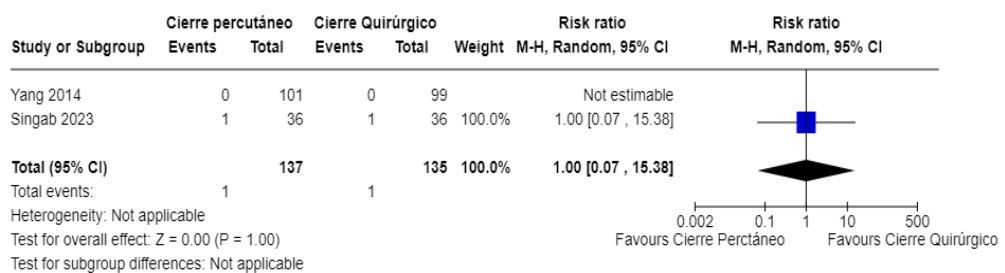 Cierre percutáneo Cierre Quirúrgico Risk ratio Risk ratio
Study or Subgroup Events Total Events Total Weight M-H, Random, 95% CI M-H, Random, 95% CI
Yang 2014 0 101 0 99 Not estimable
Singab 2023 1 36 1 36 100.0% 1.00 [0.07 , 15.38]
Total (95% CI) 137 135 100.0% 1.00 [0.07 , 15.38]
Total events: 1 1
Heterogeneity: Not applicable
0.002 0.1 1 10 500
Test for overall effect: Z = 0.00 (P = 1.00)
Favours Cierre Perctáneo Favours Cierre Quirúrgico
Test for subgroup differences: Not applicable